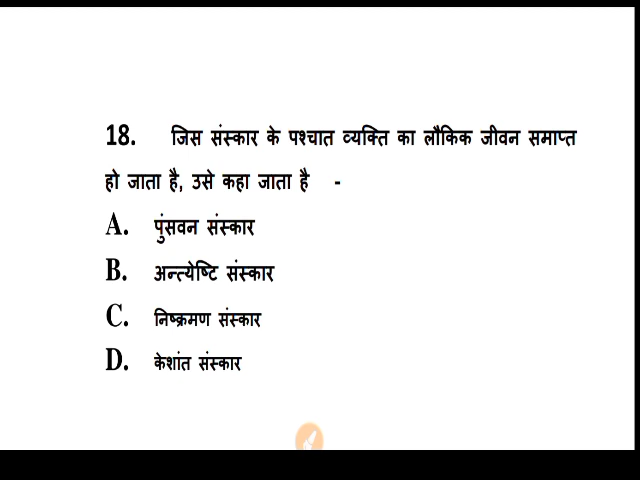 18. जिस संस्कार के पश्चात व्यक्ति का लौकिक जीवन समाप्त
हो जाता है, उसे कहा जाता है -
A. पुंसवन संस्कार
B. अन्त्येष्टि संस्कार
C. निष्क्रमण संस्कार
D. केशांत संस्कार